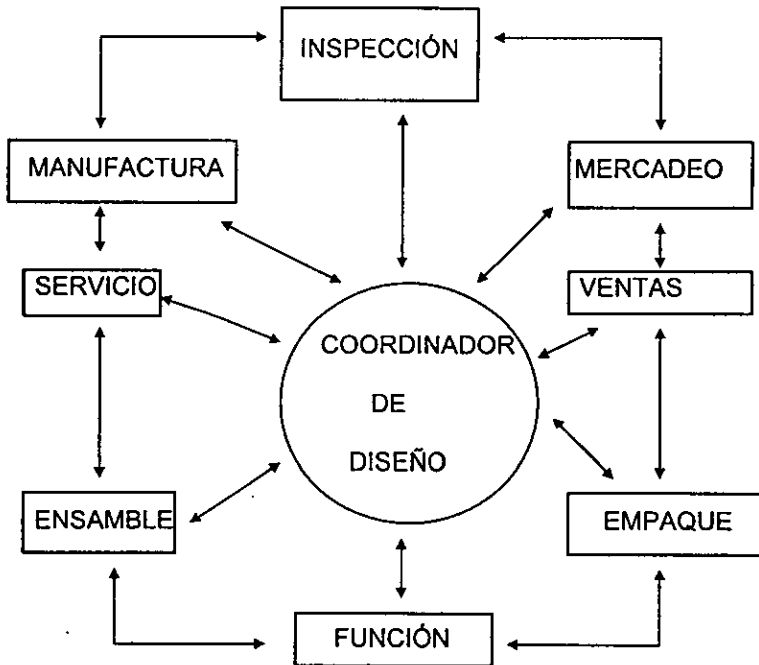 INSPECCIÓN
MANUFACTURA
MERCADEO
SERVICIO
VENTAS
COORDINADOR
DE
DISEÑO
ENSAMBLE
EMPAQUE
FUNCIÓN